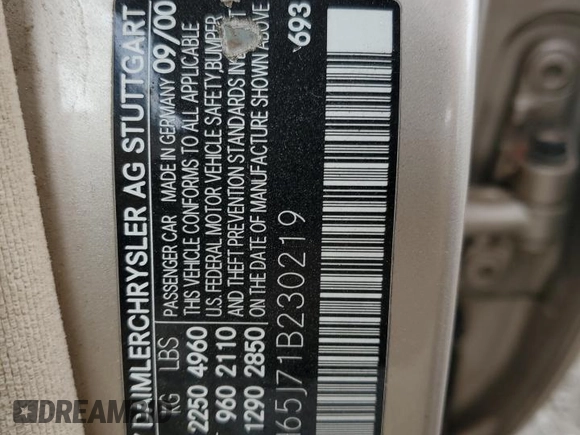 DAIMLERCHRYSLER AG STUTTGART
PASSENGER CAR MADE IN GERMANY 09/00
KG LBS
THIS VEHICLE CONFORMS TO ALL APPLICABLE
2250 4960
U.S. FEDERAL MOTOR VEHICLE SAFETY BUMPER
960 2110
AND THEFT PREVENTION STANDARDS IN
1290 2850
ON THE DATE OF MANUFACTURE SHOWN ABOVE
693
65J71B230219
DREAMBID